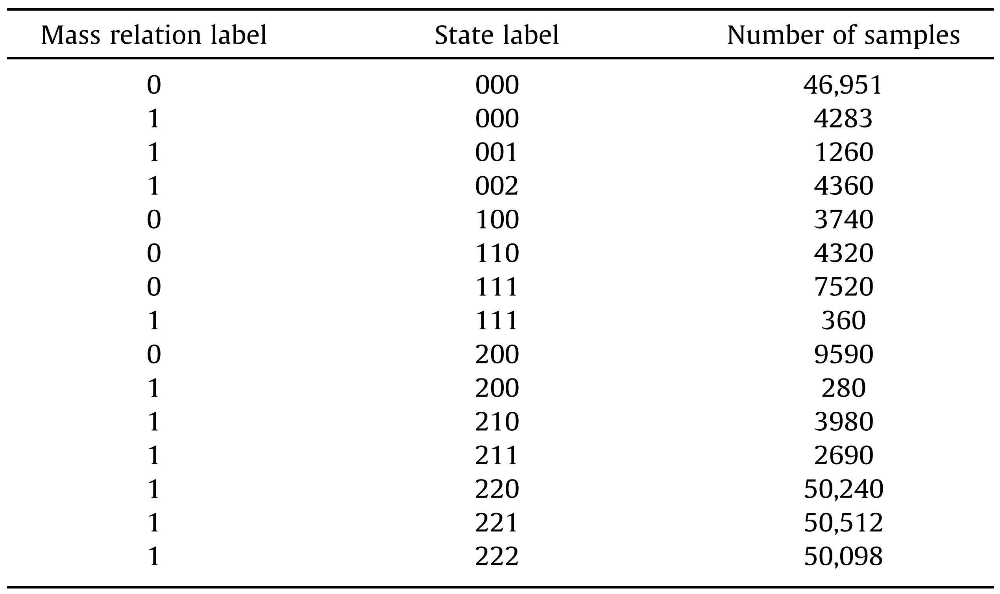 Mass relation label State label Number of samples
0 000 46,951
1 000 4283
1 001 1260
1 002 4360
0 100 3740
0 110 4320
0 111 7520
1 111 360
0 200 9590
1 200 280
1 210 3980
1 211 2690
1 220 50,240
1 221 50,512
1 222 50,098